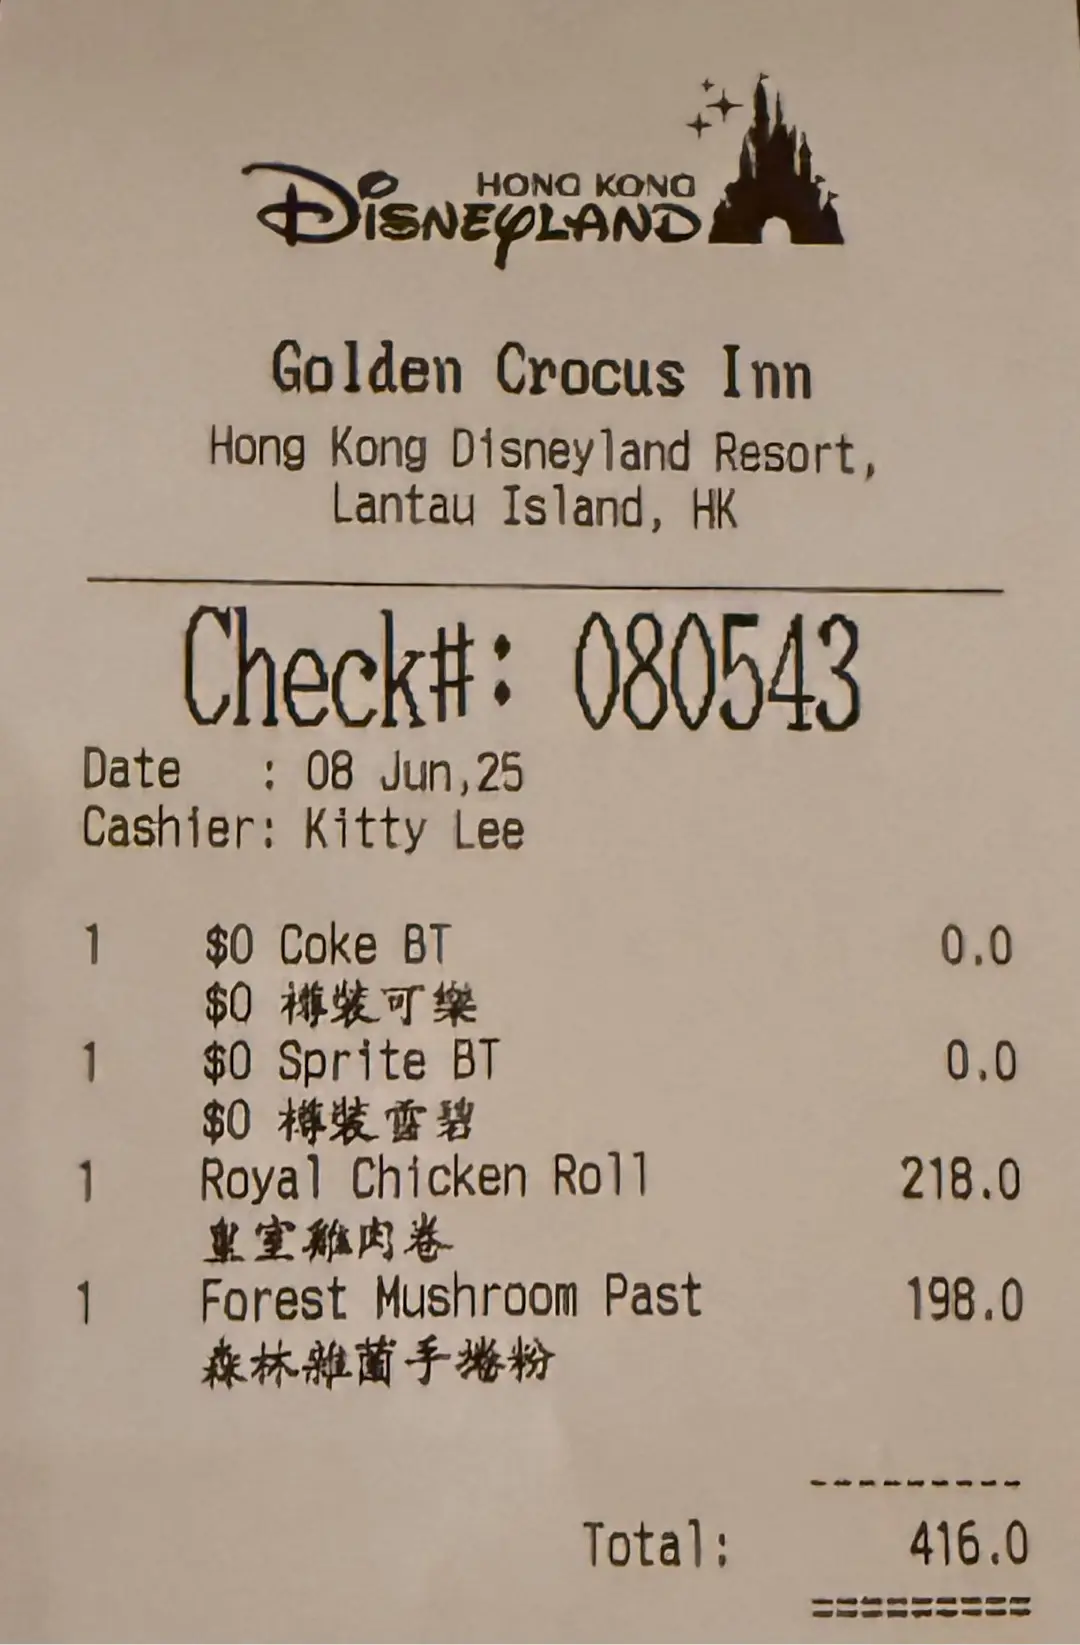 HONG KONG
DISNEYLAND
Golden Crocus Inn
Hong Kong Disneyland Resort,
Lantau Island, HK
Check#: 080543
Date : 08 Jun,25
Cashier: Kitty Lee
1 $0 Coke BT 0.0
$0 樽裝可樂
1 $0 Sprite BT 0.0
$0 樽裝雪碧
1 Royal Chicken Roll 218.0
皇室雞肉卷
1 Forest Mushroom Past 198.0
森林雜菌手捲粉
---------
Total: 416.0
=========